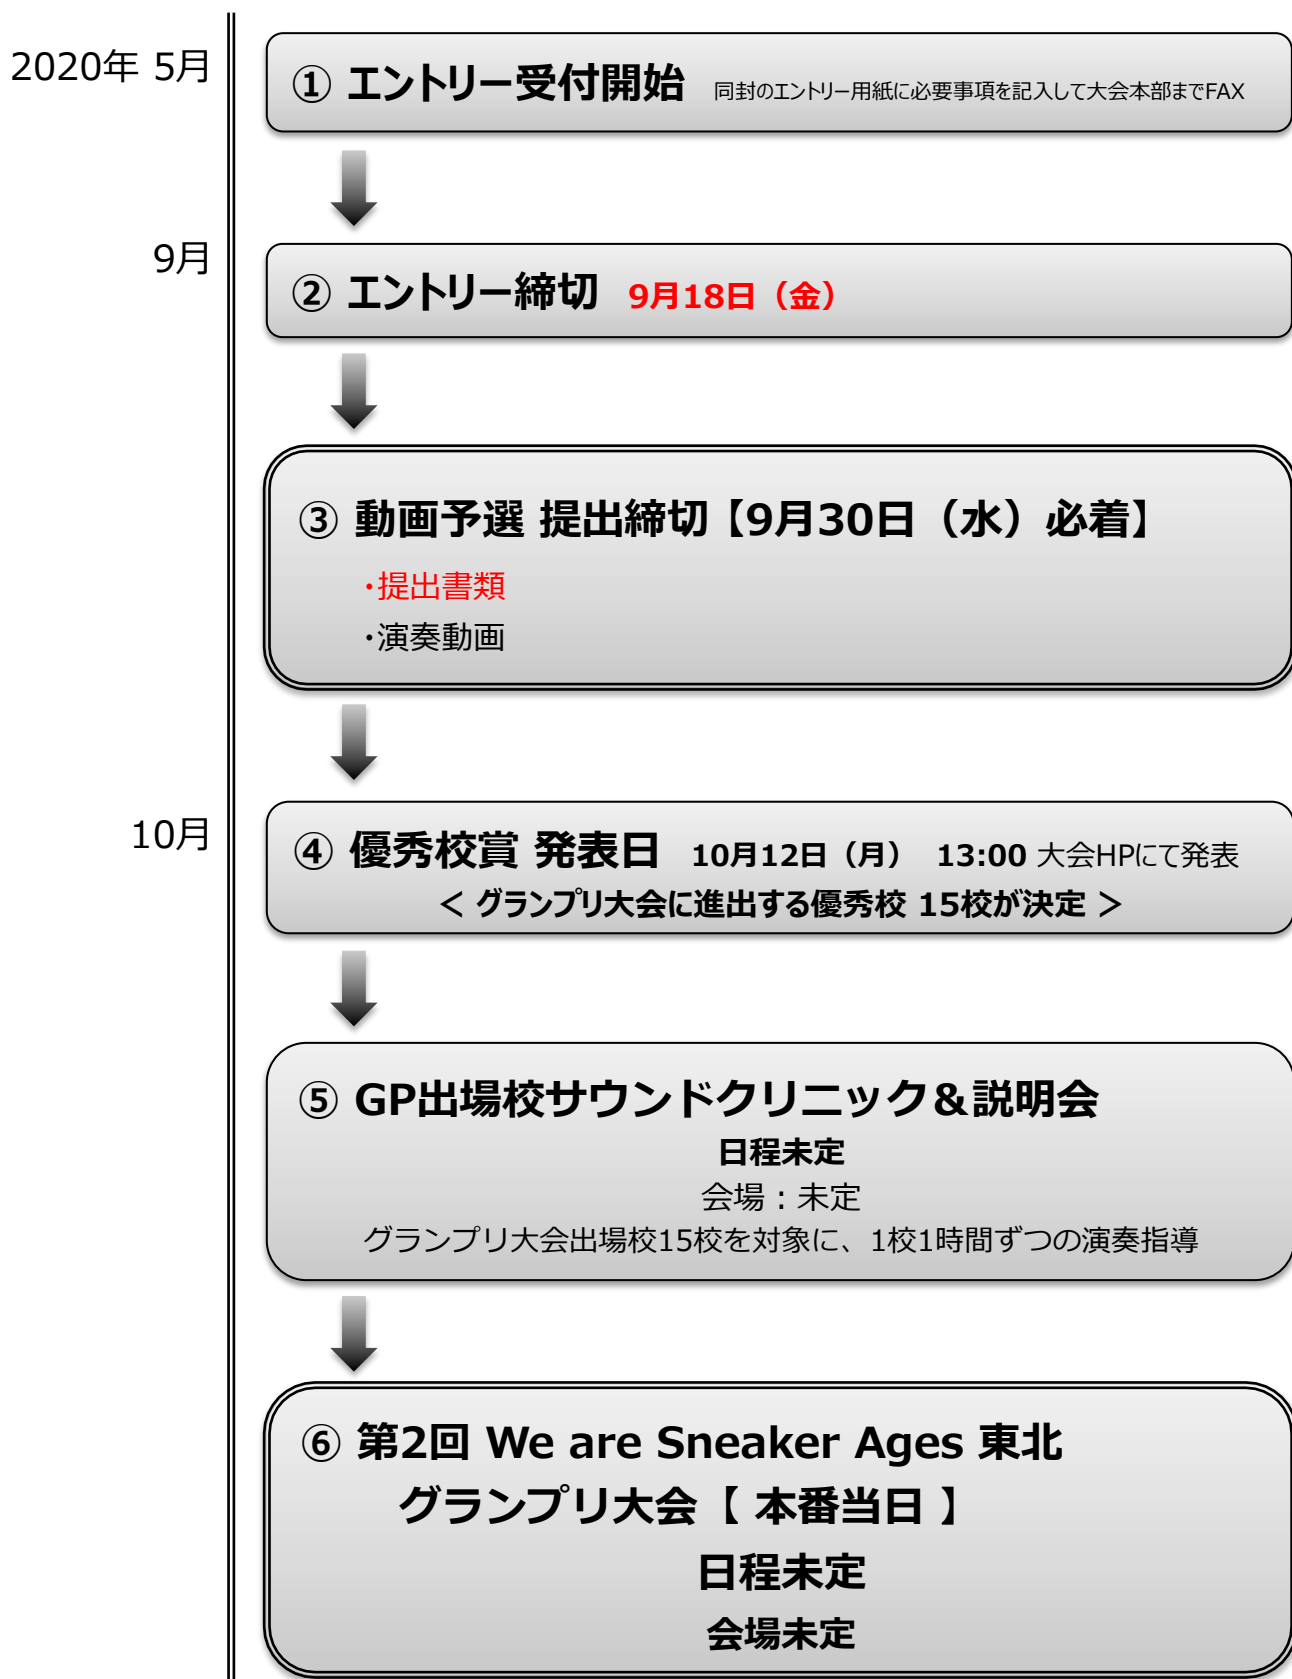 2020年 5月
① エントリー受付開始 同封のエントリー用紙に必要事項を記入して大会本部までFAX
9月
② エントリー締切 9月18日（金）
③ 動画予選 提出締切【9月30日（水）必着】
・提出書類
・演奏動画
10月
④ 優秀校賞 発表日 10月12日（月） 13:00 大会HPにて発表
＜ グランプリ大会に進出する優秀校 15校が決定 ＞
⑤ GP出場校サウンドクリニック＆説明会
日程未定
会場：未定
グランプリ大会出場校15校を対象に、1校1時間ずつの演奏指導
⑥ 第2回 We are Sneaker Ages 東北
グランプリ大会【 本番当日 】
日程未定
会場未定